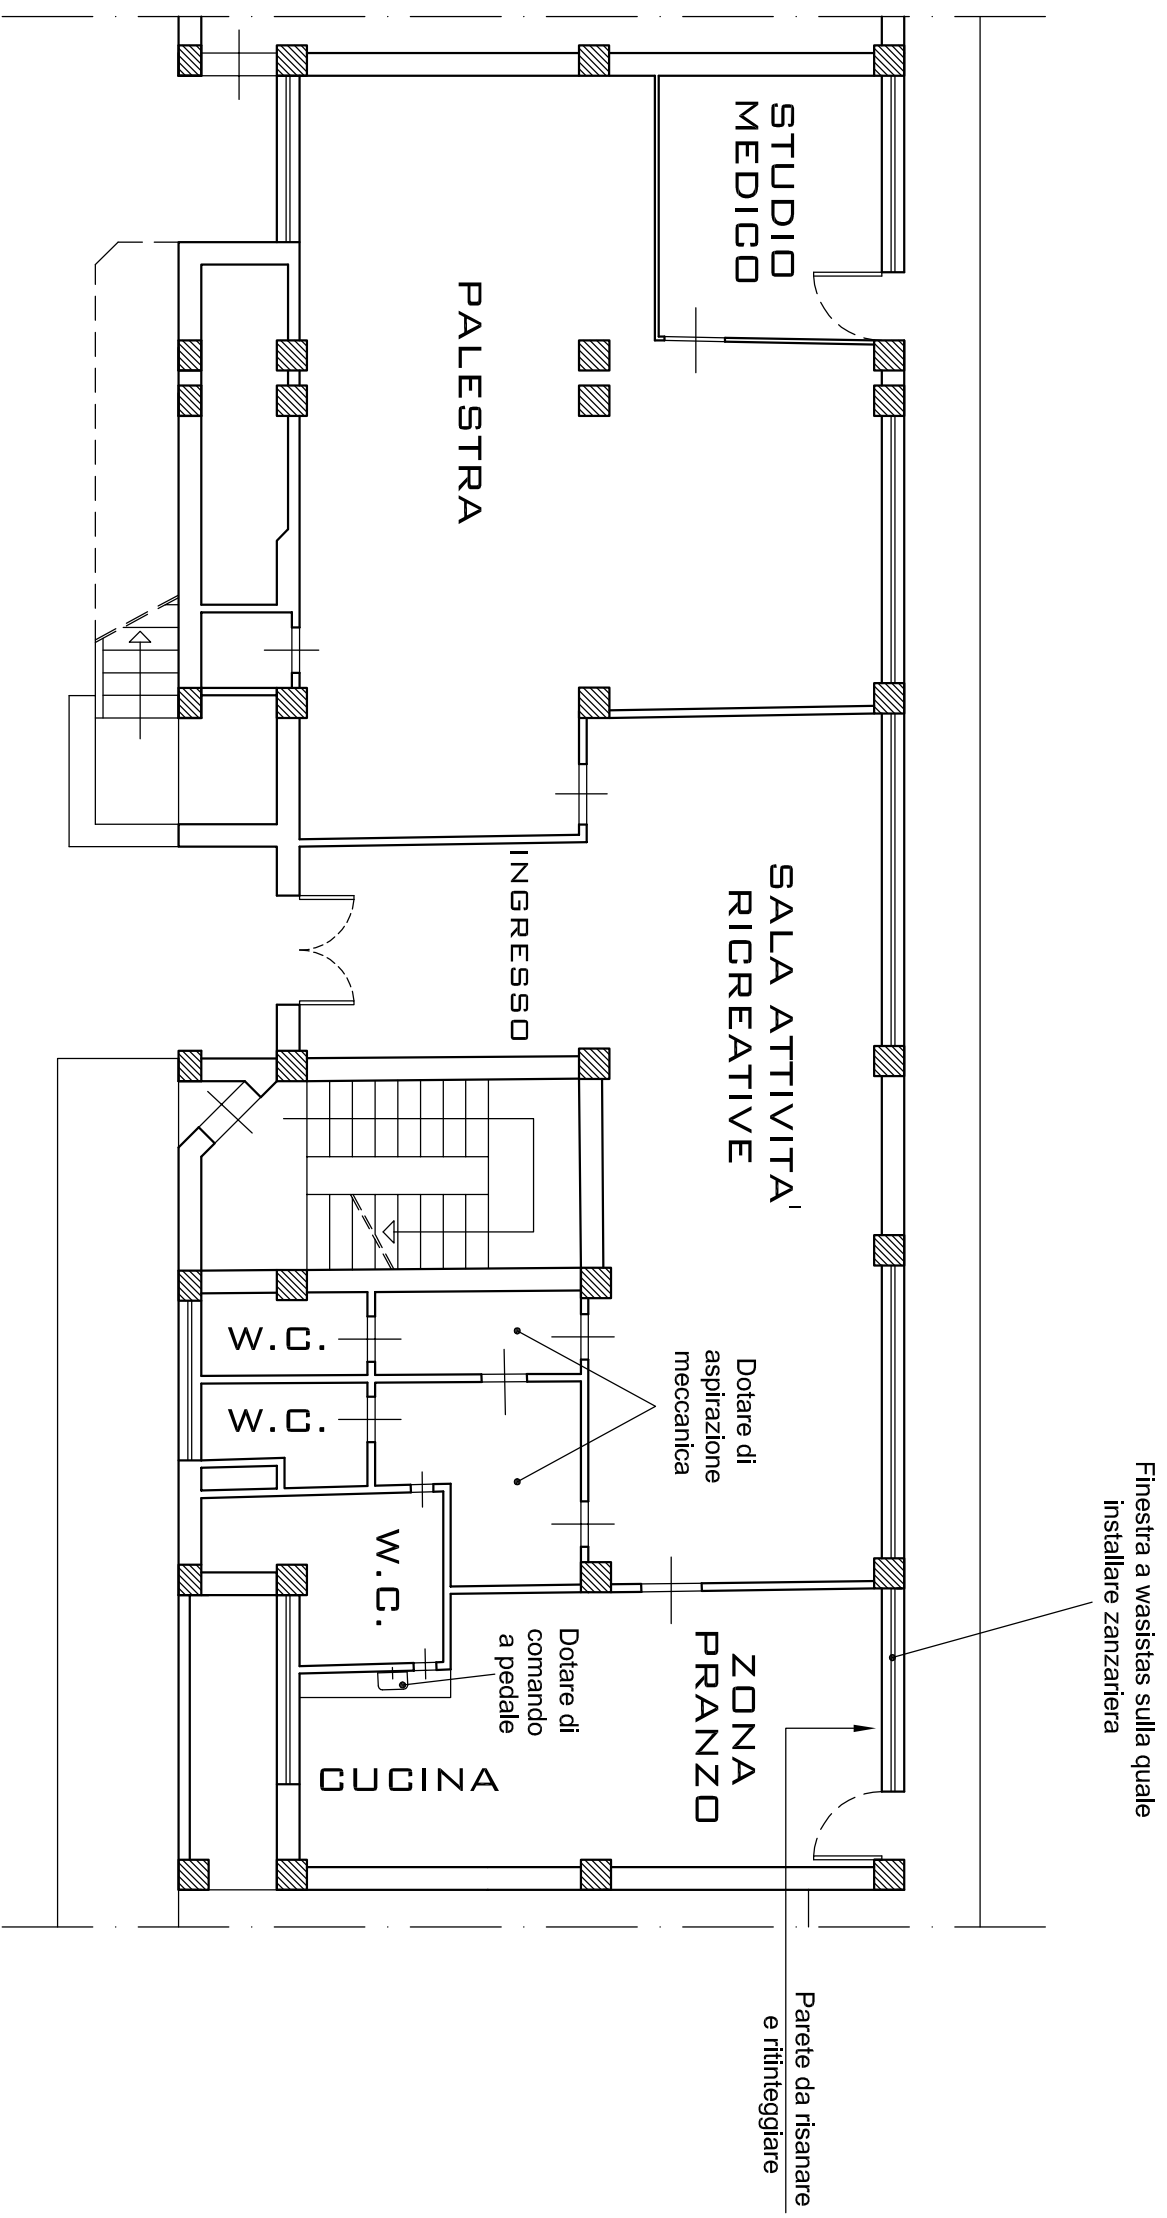 STUDIO
MEDICO
PALESTRA
INGRESSO
SALA ATTIVITA'
RICREATIVE
W.C.
W.C.
W.C.
Dotare di
aspirazione
meccanica
Finestra a wasistas sulla quale
installare zanzariera
Dotare di
comando
a pedale
ZONA
PRANZO
CUCINA
Parete da risanare
e ritinteggiare